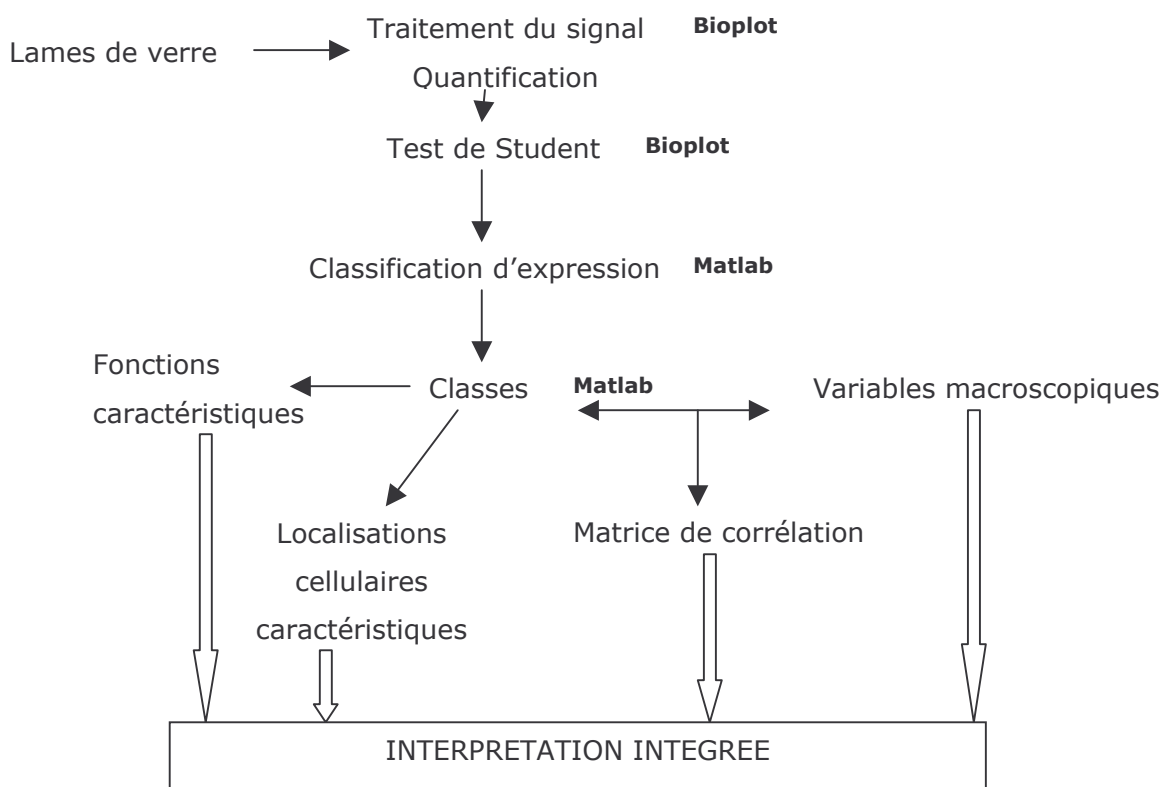 Traitement du signal Bioplot
Lames de verre
Quantification
Test de Student Bioplot
Classification d'expression Matlab
Fonctions
caractéristiques
Classes Matlab
Variables macroscopiques
Localisations
cellulaires
caractéristiques
Matrice de corrélation
INTERPRETATION INTEGREE